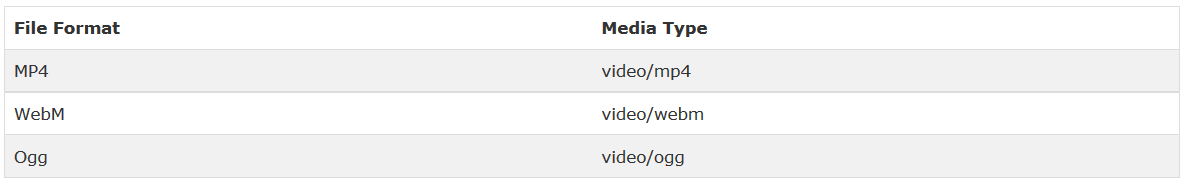 File Format Media Type
MP4 video/mp4
WebM video/webm
Ogg video/ogg